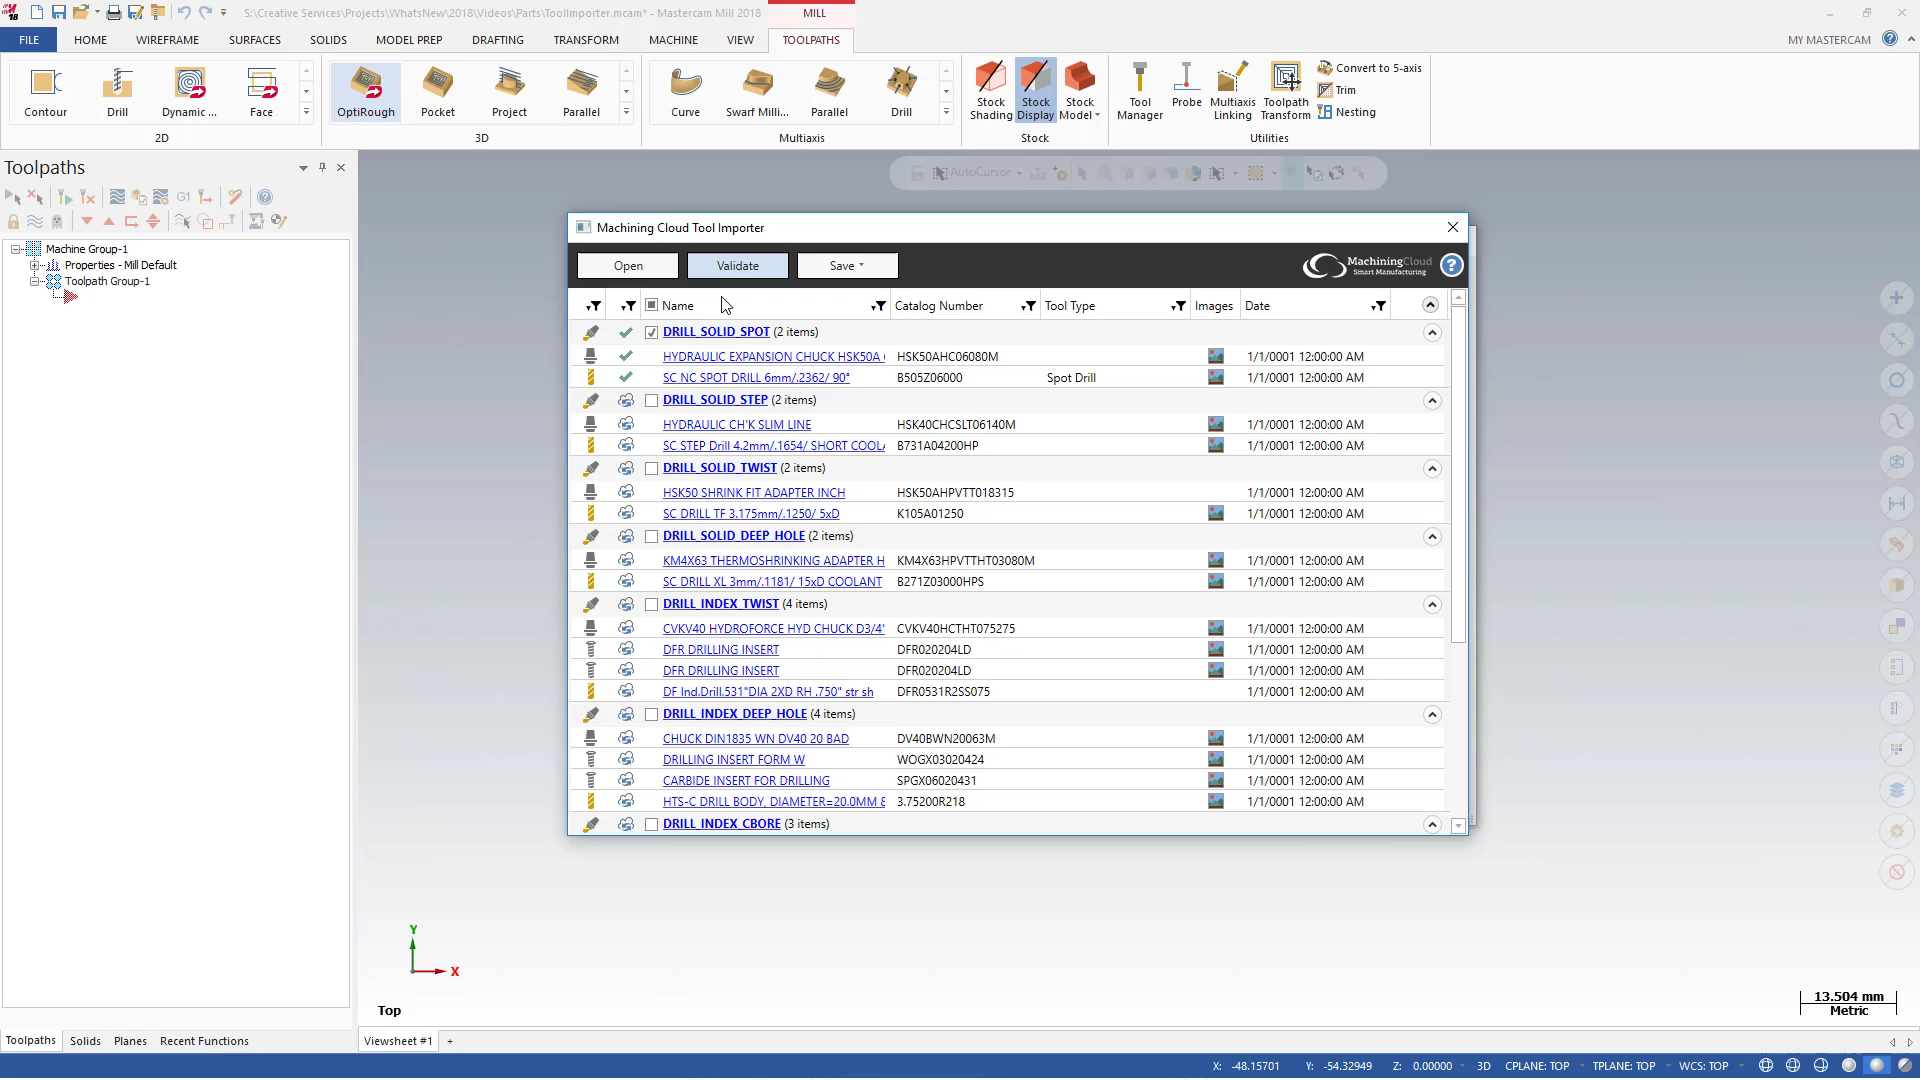 S:\Creative Services\Projects\WhatsNew\2018\Videos\Parts\ToolImporter.mcam* - Mastercam Mill 2018
MILL
FILE HOME WIREFRAME SURFACES SOLIDS MODEL PREP DRAFTING TRANSFORM MACHINE VIEW TOOLPATHS MY MASTERCAM
Contour Drill Dynamic ... Face
2D
OptiRough Pocket Project Parallel
3D
Curve Swarf Milli... Parallel Drill
Multiaxis
Stock Shading Stock Display Stock Model
Stock
Tool Manager Probe Multiaxis Linking Toolpath Transform
Convert to 5-axis
Trim
Nesting
Utilities
Toolpaths
G1
AutoCursor
Machine Group-1
Properties - Mill Default
Toolpath Group-1
Machining Cloud Tool Importer
Open Validate Save
MachiningCloud
Smart Manufacturing
Name Catalog Number Tool Type Images Date
DRILL_SOLID_SPOT (2 items)
HYDRAULIC EXPANSION CHUCK HSK50A HSK50AHC06080M 1/1/0001 12:00:00 AM
SC NC SPOT DRILL 6mm/.2362/ 90° B505Z06000 Spot Drill 1/1/0001 12:00:00 AM
DRILL_SOLID_STEP (2 items)
HYDRAULIC CH'K SLIM LINE HSK40CHCSLT06140M 1/1/0001 12:00:00 AM
SC STEP Drill 4.2mm/.1654/ SHORT COOLA B731A04200HP 1/1/0001 12:00:00 AM
DRILL_SOLID_TWIST (2 items)
HSK50 SHRINK FIT ADAPTER INCH HSK50AHPVTT018315 1/1/0001 12:00:00 AM
SC DRILL TF 3.175mm/.1250/ 5xD K105A01250 1/1/0001 12:00:00 AM
DRILL_SOLID_DEEP_HOLE (2 items)
KM4X63 THERMOSHRINKING ADAPTER H KM4X63HPVTTHT03080M 1/1/0001 12:00:00 AM
SC DRILL XL 3mm/.1181/ 15xD COOLANT B271Z03000HPS 1/1/0001 12:00:00 AM
DRILL_INDEX_TWIST (4 items)
CVKV40 HYDROFORCE HYD CHUCK D3/4" CVKV40HCTHT075275 1/1/0001 12:00:00 AM
DFR DRILLING INSERT DFR020204LD 1/1/0001 12:00:00 AM
DFR DRILLING INSERT DFR020204LD 1/1/0001 12:00:00 AM
DF Ind.Drill.531"DIA 2XD RH .750" str sh DFR0531R2SS075 1/1/0001 12:00:00 AM
DRILL_INDEX_DEEP_HOLE (4 items)
CHUCK DIN1835 WN DV40 20 BAD DV40BWN20063M 1/1/0001 12:00:00 AM
DRILLING INSERT FORM W WOGX03020424 1/1/0001 12:00:00 AM
CARBIDE INSERT FOR DRILLING SPGX06020431 1/1/0001 12:00:00 AM
HTS-C DRILL BODY, DIAMETER=20.0MM & 3.75200R218 1/1/0001 12:00:00 AM
DRILL_INDEX_CBORE (3 items)
Y
X
Top
13.504 mm
Metric
Toolpaths Solids Planes Recent Functions
Viewsheet #1 +
X: -48.15701 Y: -54.32949 Z: 0.00000 3D CPLANE: TOP TPLANE: TOP WCS: TOP